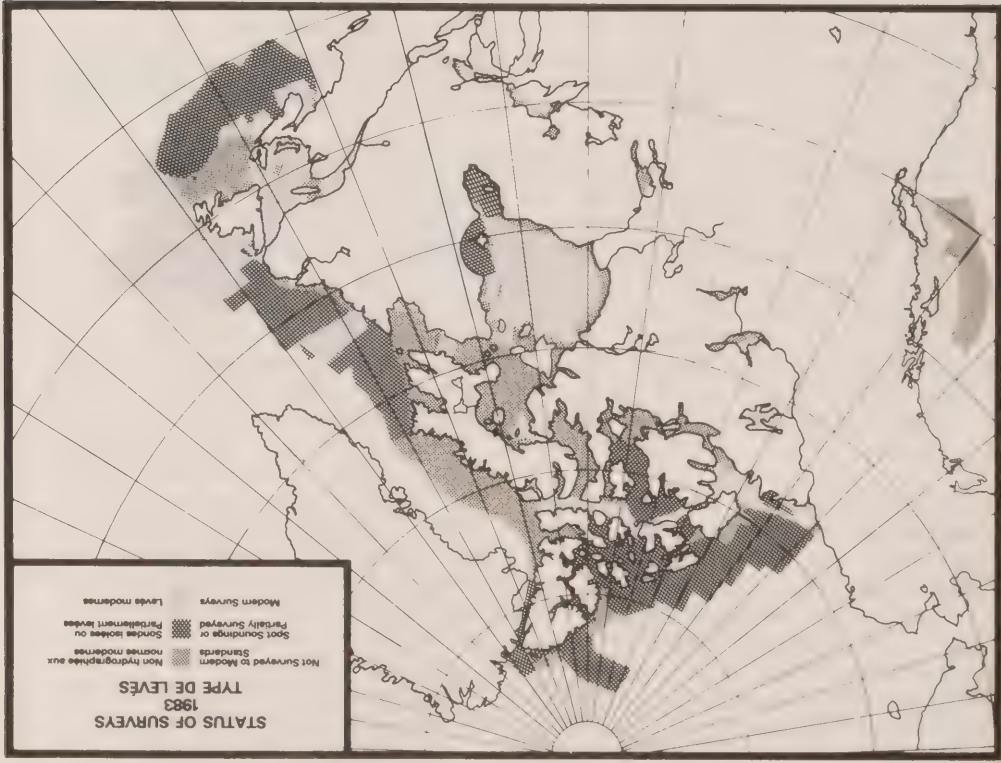 STATUS OF SURVEYS
1983
TYPE DE LEVÉS
Not Surveyed to Modern
Standards
Non hydrographiée aux
normes modernes
Spot Soundings or
Partially Surveyed
Sondes isolées ou
Partiellement levées
Modern Surveys
Levés modernes